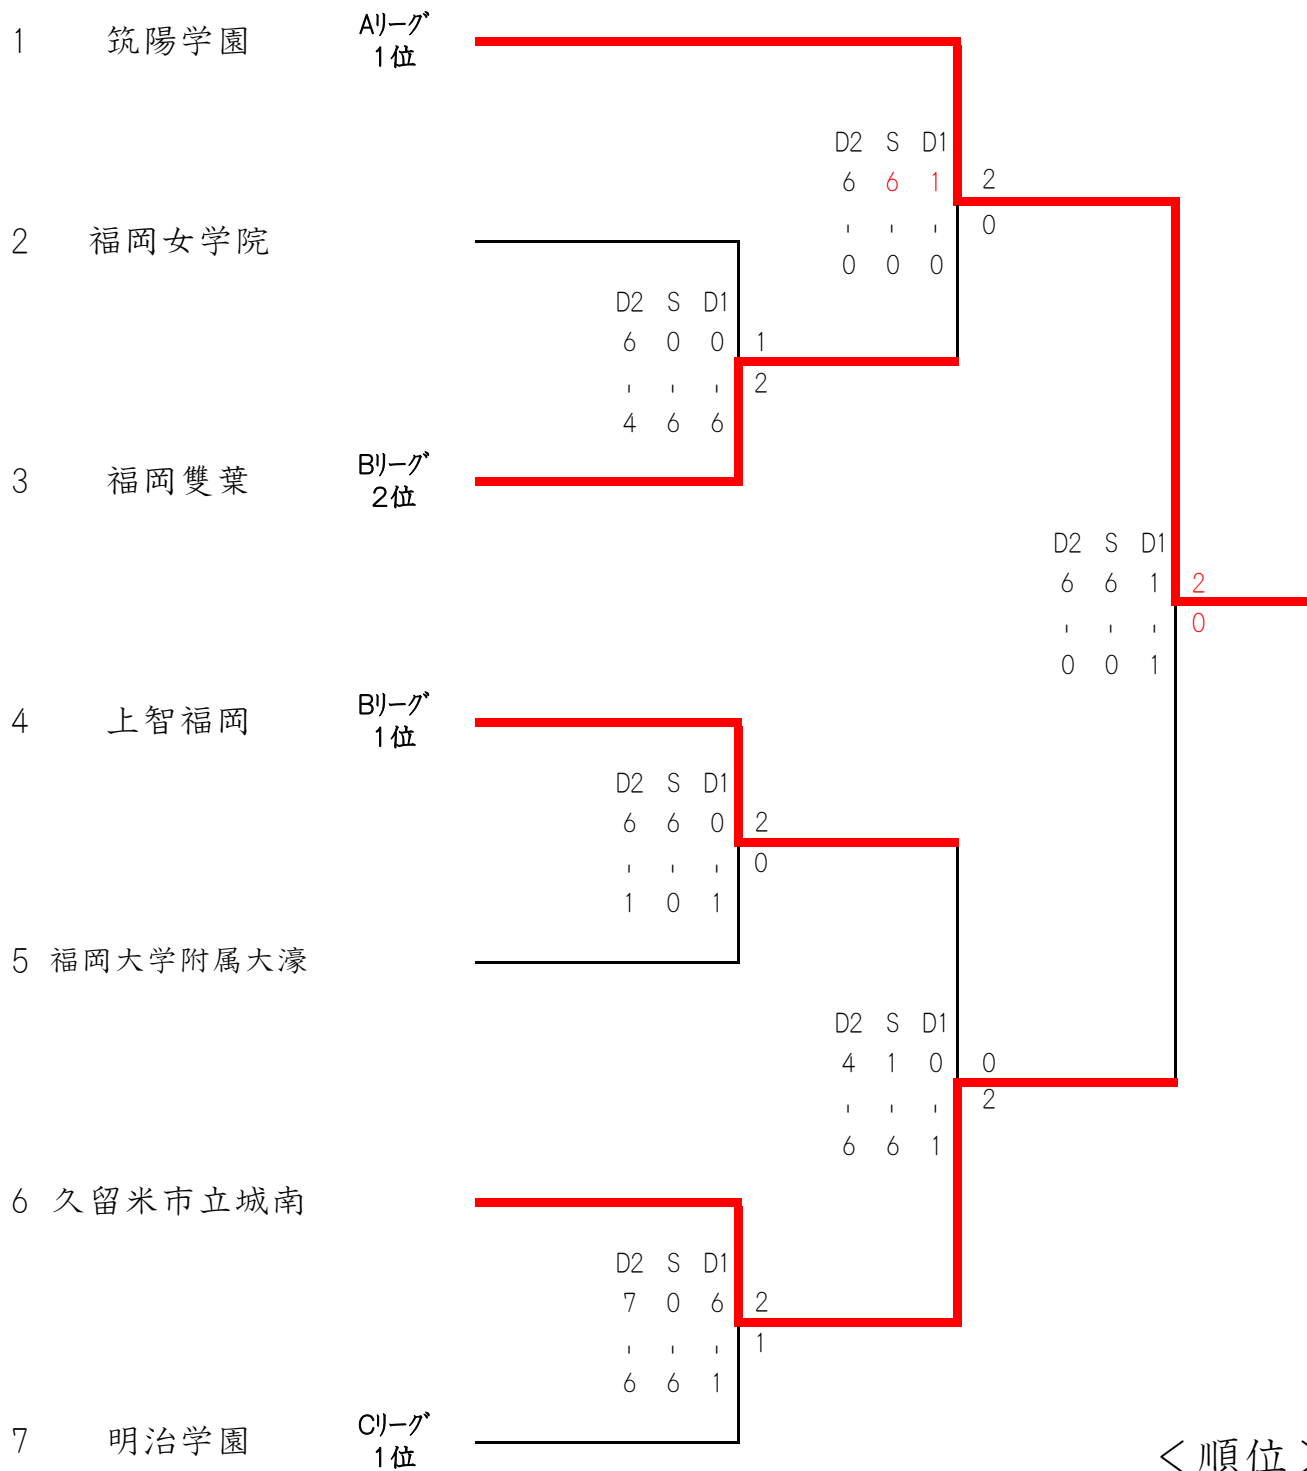 1 筑陽学園 Aﾘｰｸﾞ
1位
D2 S D1
6 6 1 2
- - - 0
0 0 0
2 福岡女学院
D2 S D1
6 0 0 1
- - - 2
4 6 6
3 福岡雙葉 Bﾘｰｸﾞ
2位
D2 S D1
6 6 1 2
- - - 0
0 0 1
4 上智福岡 Bﾘｰｸﾞ
1位
D2 S D1
6 6 0 2
- - - 0
1 0 1
5 福岡大学附属大濠
D2 S D1
4 1 0 0
- - - 2
6 6 1
6 久留米市立城南
D2 S D1
7 0 6 2
- - - 1
6 6 1
7 明治学園 Cﾘｰｸﾞ
1位
＜順位＞